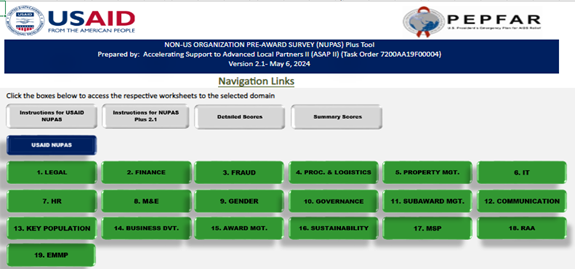 USAID
FROM THE AMERICAN PEOPLE
PEPFAR
U.S. President's Emergency Plan for AIDS Relief
NON-US ORGANIZATION PRE-AWARD SURVEY (NUPAS) Plus Tool
Prepared by: Accelerating Support to Advanced Local Partners II (ASAP II) (Task Order 7200AA19F00004)
Version 2.1- May 6, 2024
Navigation Links
Click the boxes below to access the respective worksheets to the selected domain
Instructions for USAID
NUPAS
Instructions for NUPAS
Plus 2.1
Detailed Scores
Summary Scores
USAID NUPAS
1. LEGAL
2. FINANCE
3. FRAUD
4. PROC. & LOGISTICS
5. PROPERTY MGT.
6. IT
7. HR
8. M&E
9. GENDER
10. GOVERNANCE
11. SUBAWARD MGT.
12. COMMUNICATION
13. KEY POPULATION
14. BUSINESS DVT.
15. AWARD MGT.
16. SUSTAINABILITY
17. MSP
18. RAA
19. EMMP